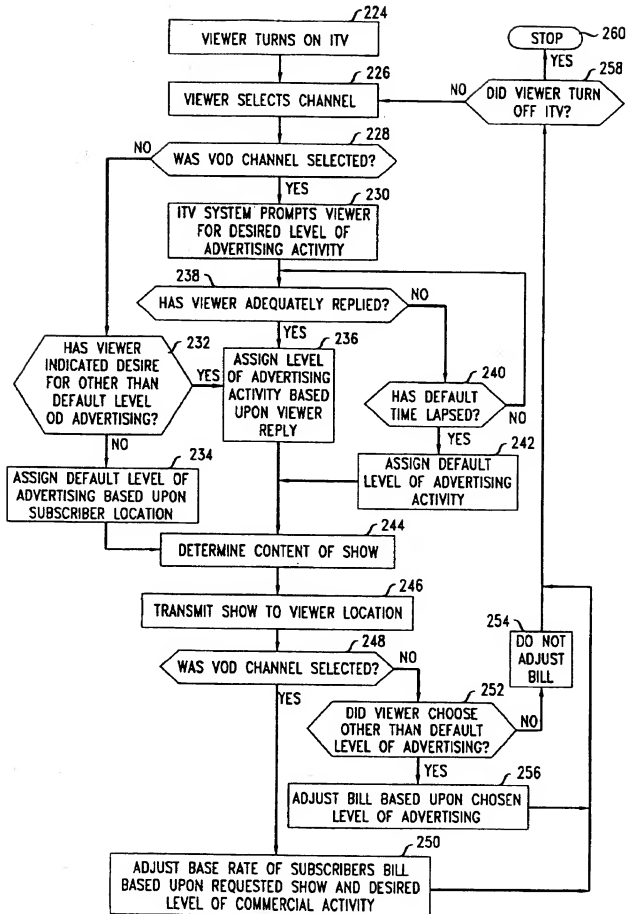 224
VIEWER TURNS ON ITV
STOP
260
YES
258
226
VIEWER SELECTS CHANNEL
NO
DID VIEWER TURN
OFF ITV?
228
NO
WAS VOD CHANNEL SELECTED?
YES
230
ITV SYSTEM PROMPTS VIEWER
FOR DESIRED LEVEL OF
ADVERTISING ACTIVITY
238
HAS VIEWER ADEQUATELY REPLIED?
NO
YES
232
HAS VIEWER
INDICATED DESIRE
FOR OTHER THAN
DEFAULT LEVEL
OD ADVERTISING?
YES
236
ASSIGN LEVEL
OF ADVERTISING
ACTIVITY BASED
UPON VIEWER
REPLY
240
HAS DEFAULT
TIME LAPSED?
NO
YES
242
ASSIGN DEFAULT
LEVEL OF ADVERTISING
ACTIVITY
NO
234
ASSIGN DEFAULT LEVEL OF
ADVERTISING BASED UPON
SUBSCRIBER LOCATION
244
DETERMINE CONTENT OF SHOW
246
TRANSMIT SHOW TO VIEWER LOCATION
248
WAS VOD CHANNEL SELECTED?
NO
YES
254
DO NOT
ADJUST
BILL
252
DID VIEWER CHOOSE
OTHER THAN DEFAULT
LEVEL OF ADVERTISING?
NO
YES
256
ADJUST BILL BASED UPON CHOSEN
LEVEL OF ADVERTISING
250
ADJUST BASE RATE OF SUBSCRIBERS BILL
BASED UPON REQUESTED SHOW AND DESIRED
LEVEL OF COMMERCIAL ACTIVITY